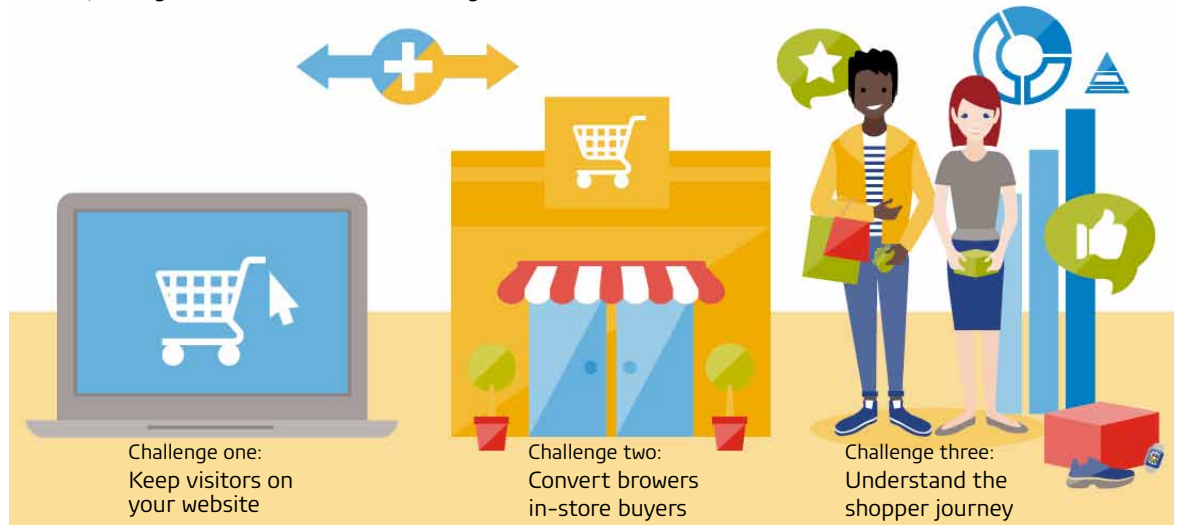 Challenge one:
Keep visitors on
your website
Challenge two:
Convert browers
in-store buyers
Challenge three:
Understand the
shopper journey